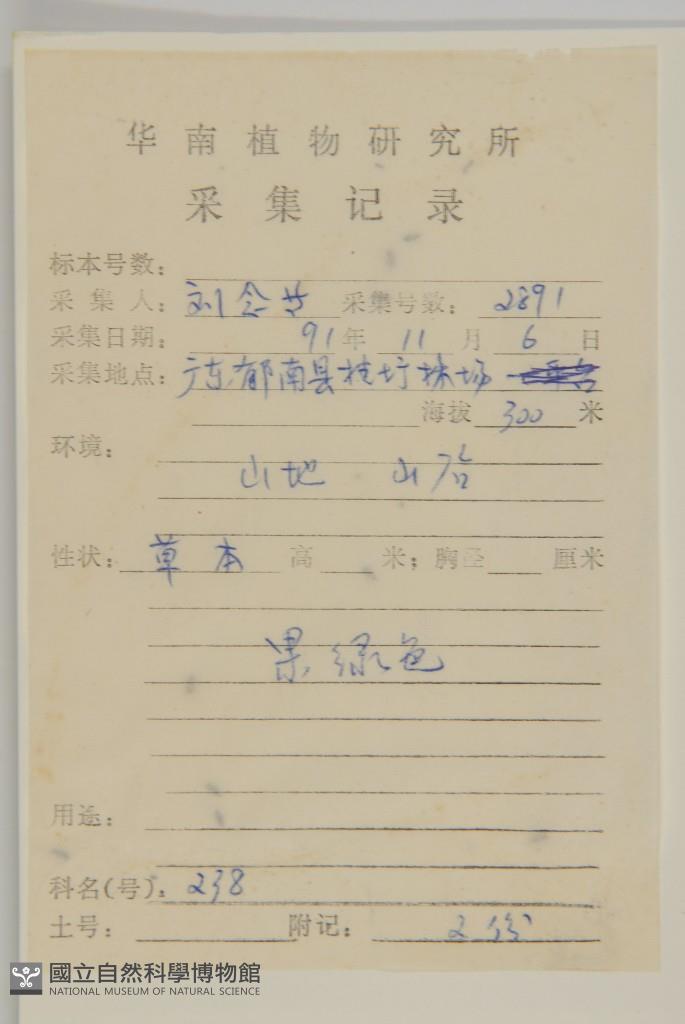 华南植物研究所
采集记录
标本号数：
采集人：刘念 采集号数：2891
采集日期：91年11月6日
采集地点：广东郁南县桂圩林场
海拔 300 米
环境：
山地 山谷
性状：草本 高 米；胸径 厘米
果绿色
用途：
科名(号)：238
土号： 附记：2份
國立自然科學博物館
NATIONAL MUSEUM OF NATURAL SCIENCE